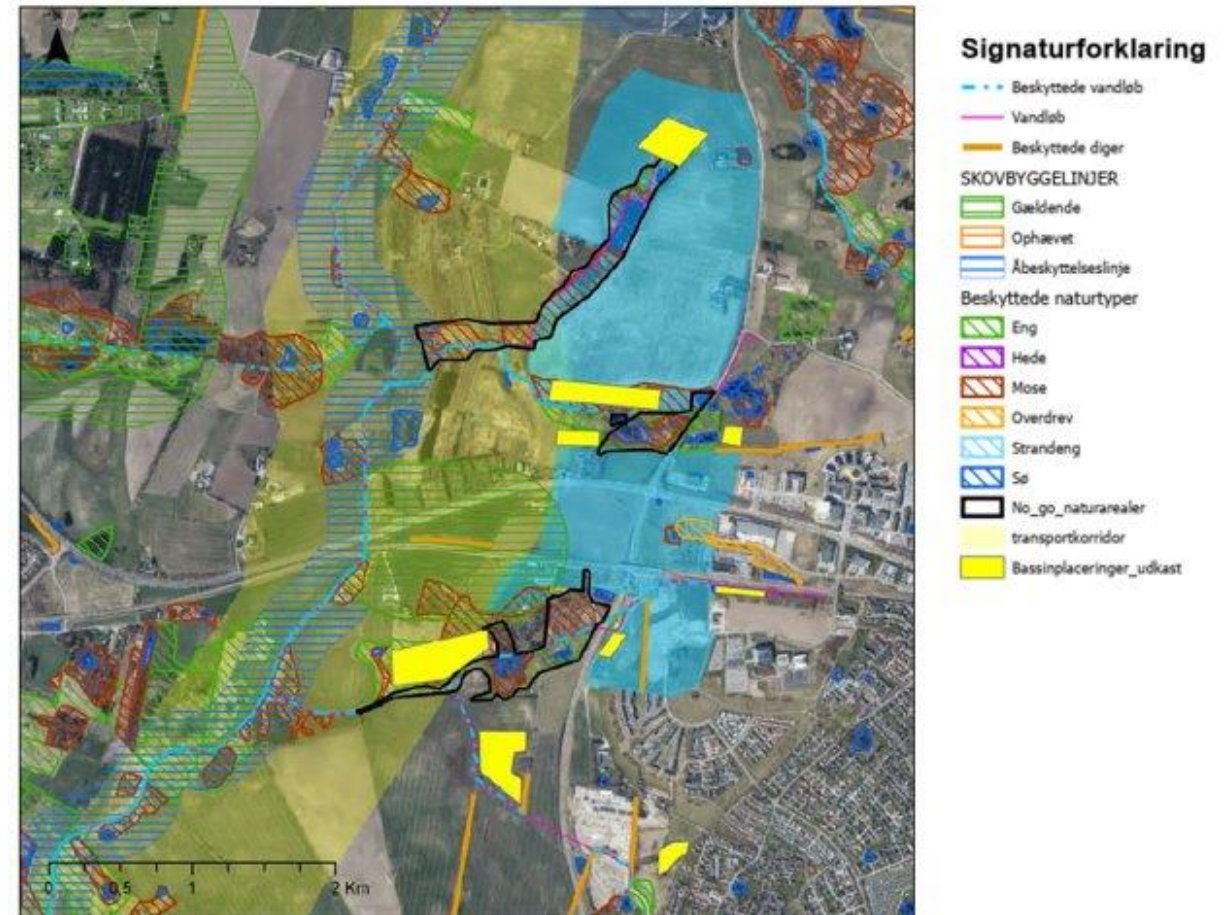 Signaturforklaring
Beskyttede vandløb
Vandløb
Beskyttede diger
SKOVBYGGELINJER
Gældende
Ophævet
Åbeskyttelseslinje
Beskyttede naturtyper
Eng
Hede
Mose
Overdrev
Strandeng
Sø
No_go_naturarealer
transportkorridor
Bassinplaceringer_udkast
0 0,5 1 2 Km